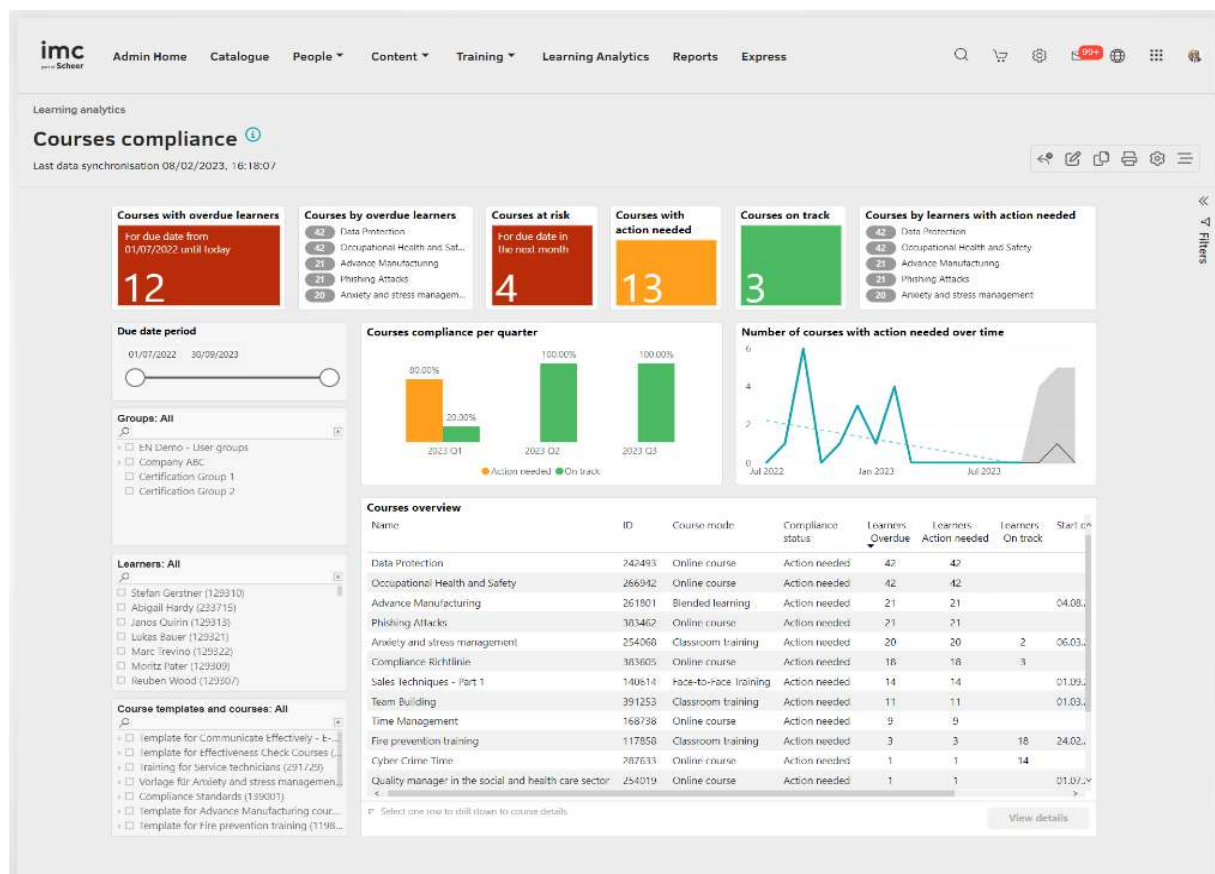 imc
part of Scheer
Admin Home Catalogue People Content Training Learning Analytics Reports Express
99+
Learning analytics
Courses compliance
Last data synchronisation 08/02/2023, 16:18:07
Filters
Courses with overdue learners
For due date from
01/07/2022 until today
12
Courses by overdue learners
42 Data Protection
42 Occupational Health and Saf...
21 Advance Manufacturing
21 Phishing Attacks
20 Anxiety and stress managem...
Courses at risk
For due date in
the next month
4
Courses with
action needed
13
Courses on track
3
Courses by learners with action needed
42 Data Protection
42 Occupational Health and Safety
21 Advance Manufacturing
21 Phishing Attacks
20 Anxiety and stress management
Due date period
01/07/2022 30/09/2023
Groups: All
EN Demo - User groups
Company ABC
Certification Group 1
Certification Group 2
Learners: All
Stefan Gerstner (129310)
Abigail Hardy (233715)
Janos Quirin (129313)
Lukas Bauer (129321)
Marc Trevino (129322)
Moritz Pater (129309)
Reuben Wood (129307)
Course templates and courses: All
Template for Communicate Effectively - E-...
Template for Effectiveness Check Courses (...
Training for Service technicians (291729)
Vorlage für Anxiety and stress managemen...
Compliance Standards (139001)
Template for Advance Manufacturing cour...
Template for Fire prevention training (1198...
Courses compliance per quarter
80.00% 20.00% 100.00% 100.00%
2023 Q1 2023 Q2 2023 Q3
Action needed On track
Number of courses with action needed over time
6
4
2
0
Jul 2022 Jan 2023 Jul 2023
Courses overview
Name ID Course mode Compliance status Learners Overdue Learners Action needed Learners On track Start
Data Protection 242493 Online course Action needed 42 42
Occupational Health and Safety 266942 Online course Action needed 42 42
Advance Manufacturing 261801 Blended learning Action needed 21 21 04.08.
Phishing Attacks 383462 Online course Action needed 21 21
Anxiety and stress management 254068 Classroom training Action needed 20 20 2 06.03.
Compliance Richtlinie 383605 Online course Action needed 18 18 3
Sales Techniques - Part 1 140614 Face-to-Face Training Action needed 14 14 01.09.
Team Building 391253 Classroom training Action needed 11 11 01.03.
Time Management 168738 Online course Action needed 9 9
Fire prevention training 117858 Classroom training Action needed 3 3 18 24.02.
Cyber Crime Time 287633 Online course Action needed 1 1 14
Quality manager in the social and health care sector 254019 Online course Action needed 1 1 01.07.
Select one row to drill down to course details
View details